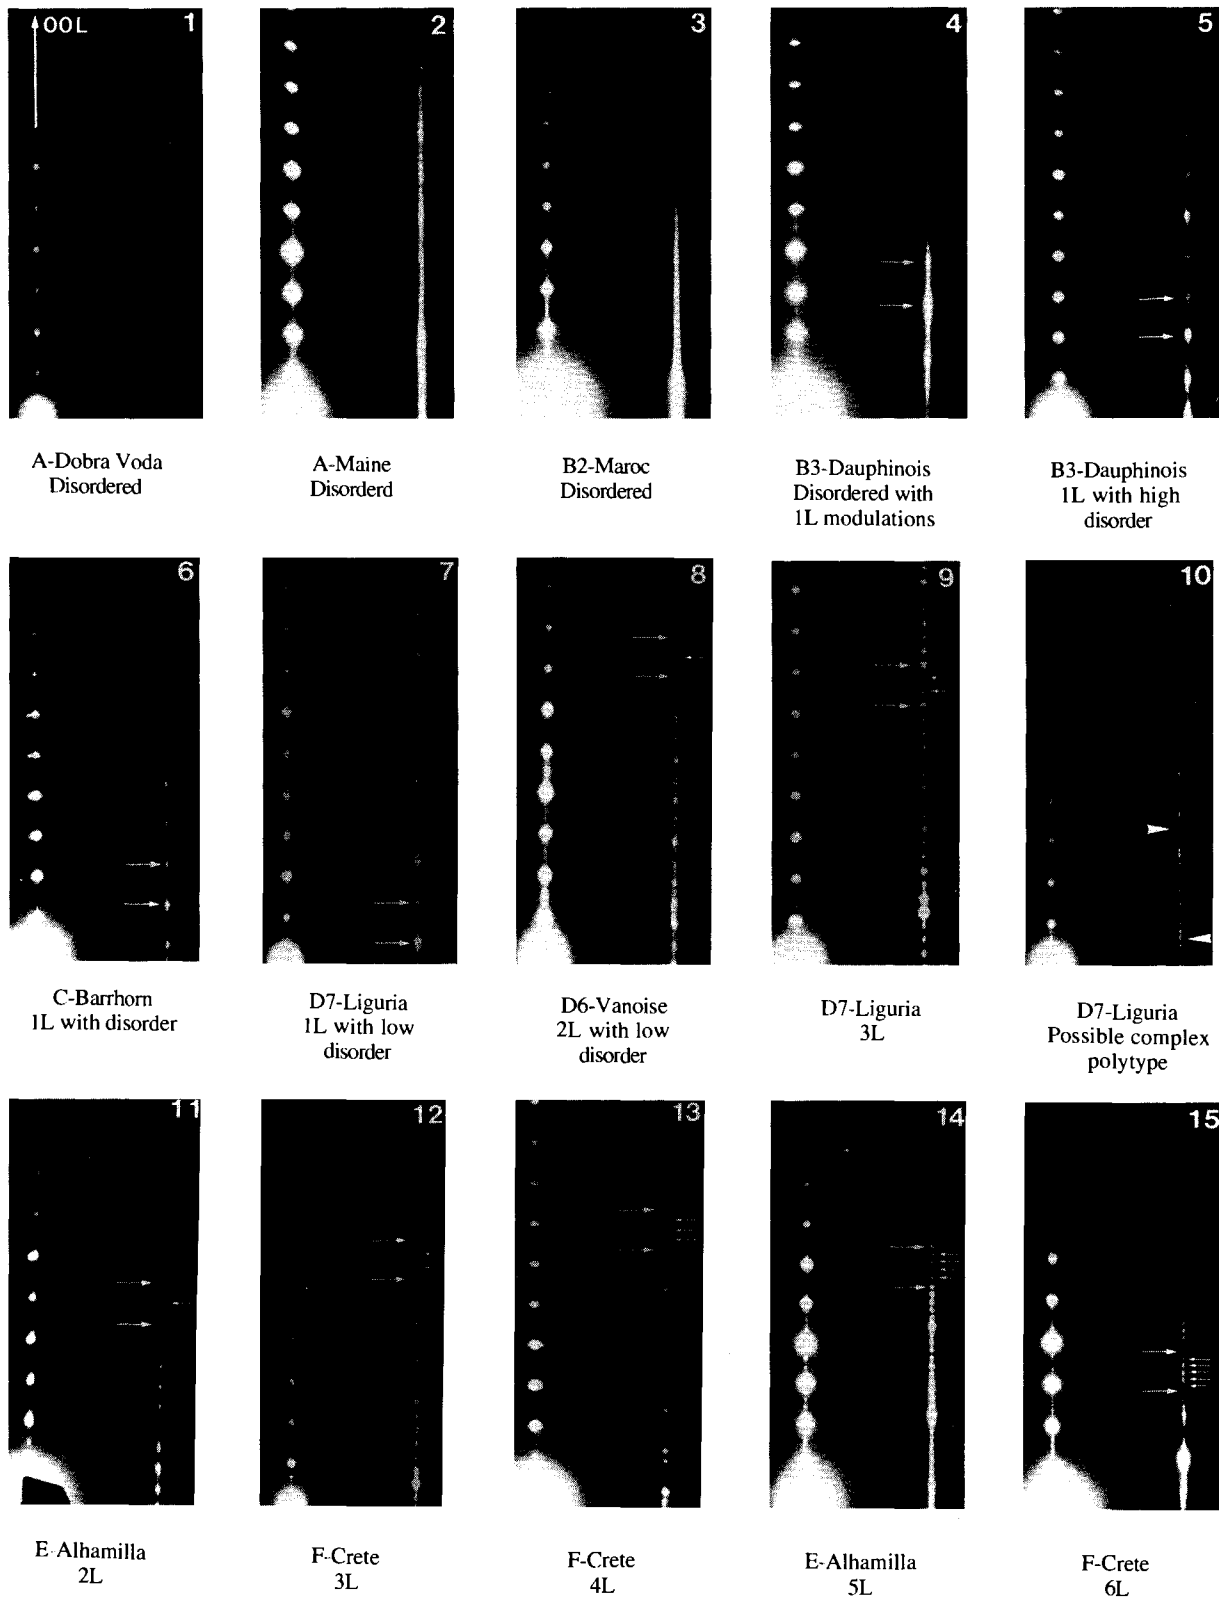 OOL 1
2
3
4
5
A-Dobra Voda
Disordered
A-Maine
Disorderd
B2-Maroc
Disordered
B3-Dauphinois
Disordered with
1L modulations
B3-Dauphinois
1L with high
disorder
6
7
8
9
10
C-Barrhorn
1L with disorder
D7-Liguria
1L with low
disorder
D6-Vanoise
2L with low
disorder
D7-Liguria
3L
D7-Liguria
Possible complex
polytype
11
12
13
14
15
E-Alhamilla
2L
F-Crete
3L
F-Crete
4L
E-Alhamilla
5L
F-Crete
6L